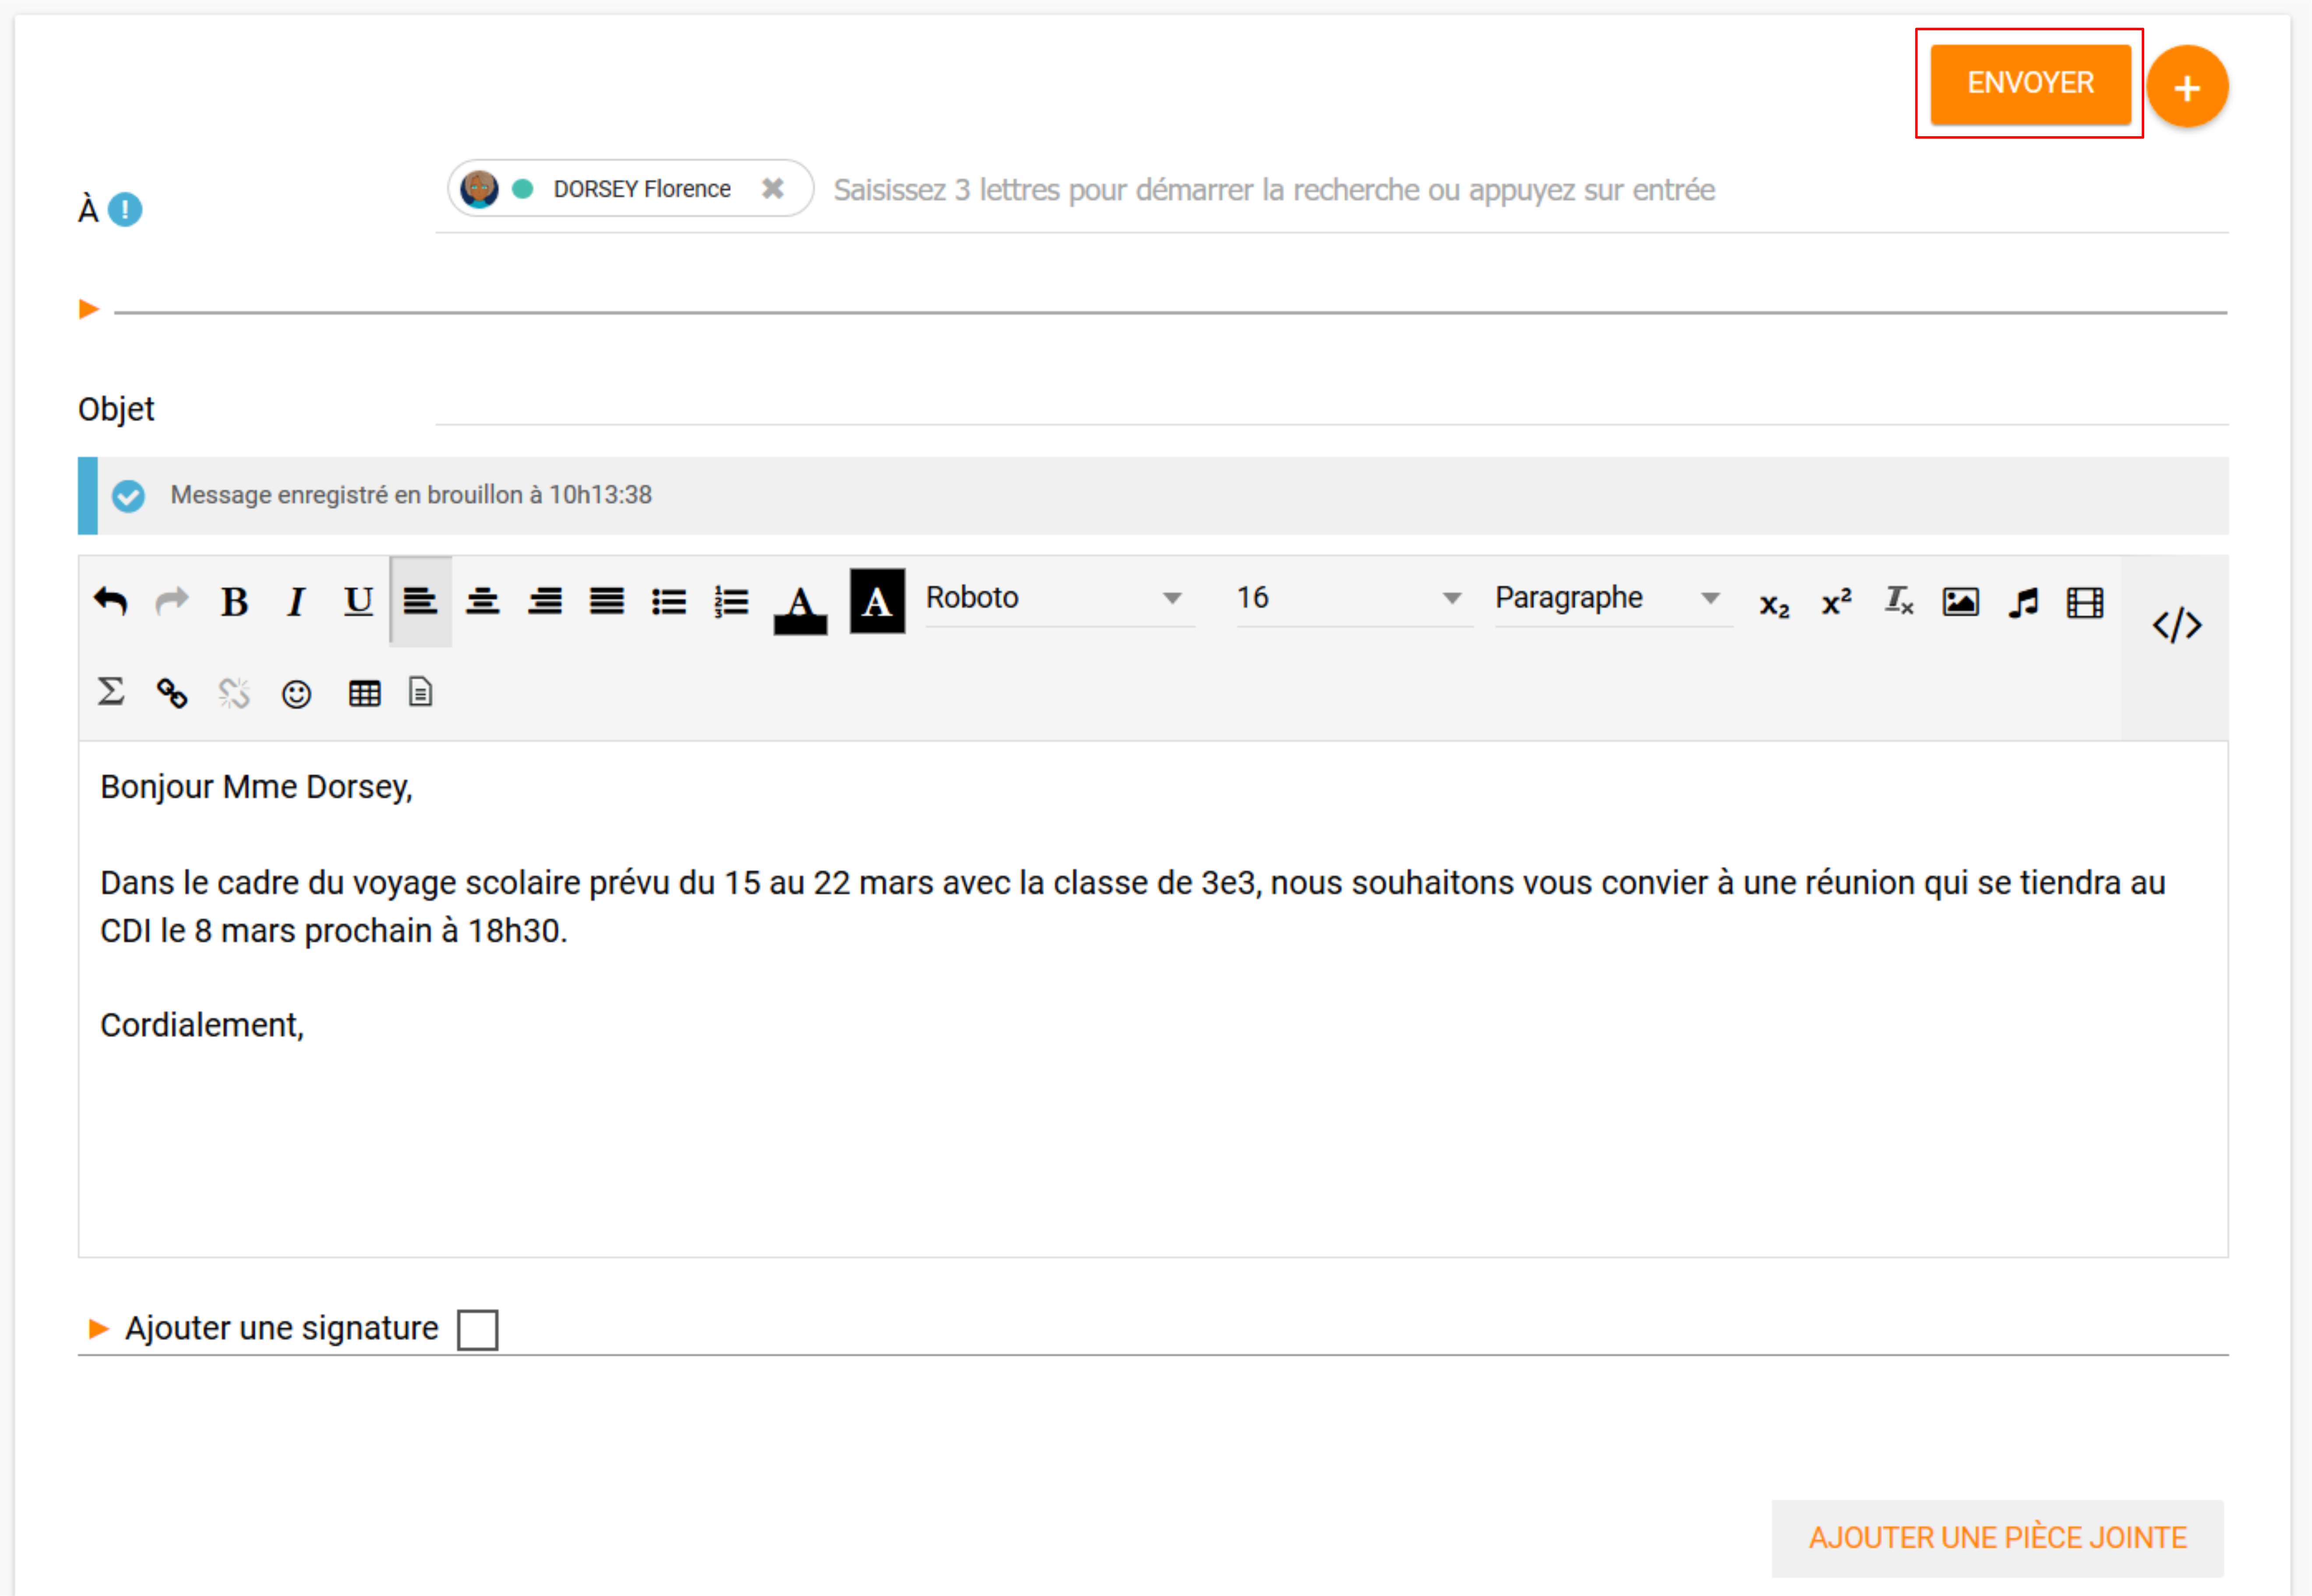 ENVOYER
+
À !
DORSEY Florence ✖ Saisissez 3 lettres pour démarrer la recherche ou appuyez sur entrée
Objet
Message enregistré en brouillon à 10h13:38
B I U A A Roboto 16 Paragraphe x₂ x² Tx </>
Σ
Bonjour Mme Dorsey,
Dans le cadre du voyage scolaire prévu du 15 au 22 mars avec la classe de 3e3, nous souhaitons vous convier à une réunion qui se tiendra au
CDI le 8 mars prochain à 18h30.
Cordialement,
Ajouter une signature
AJOUTER UNE PIÈCE JOINTE